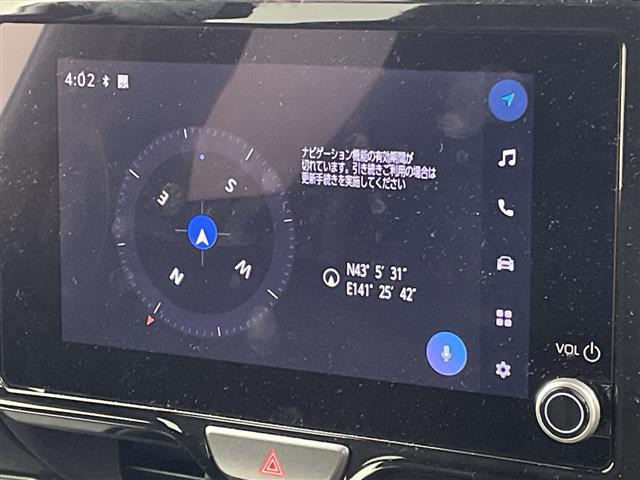 4:02
ナビゲーション機能の有効期間が
切れています。引き続きご利用の場合は
更新手続きを実施してください
S
E
W
N
N43° 5' 31"
E141° 25' 42"
VOL